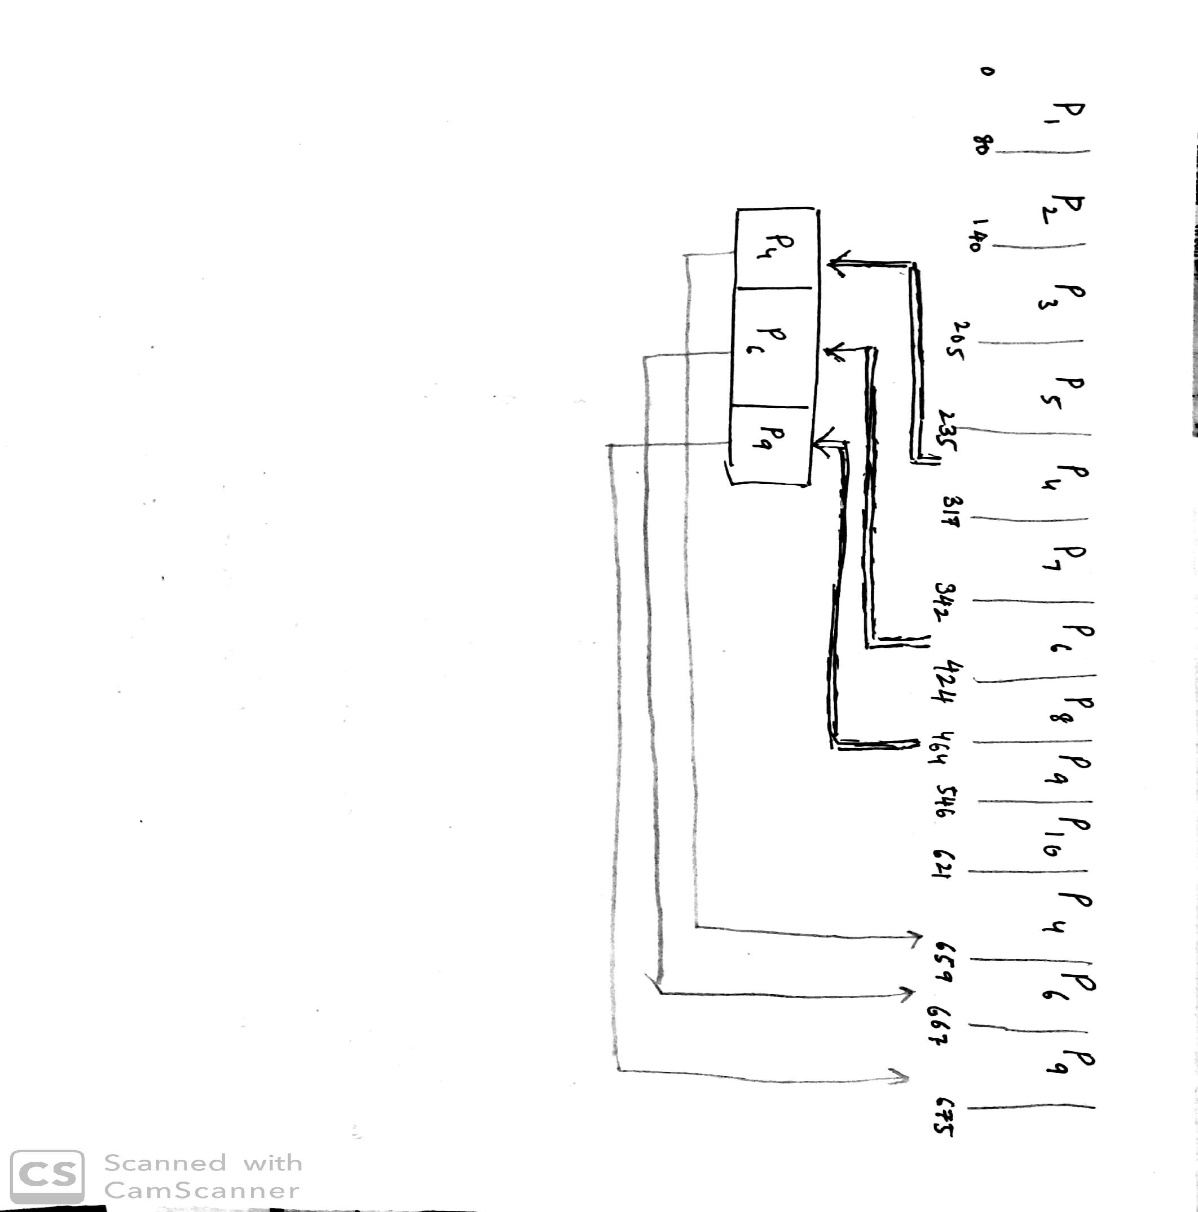 P1 P2 P3 P5 P4 P7 P6 P8 P9 P10 P4 P6 P9
0 80 140 205 235 317 342 424 464 546 621 659 667 675
P4 P6 P9
CS Scanned with
CamScanner